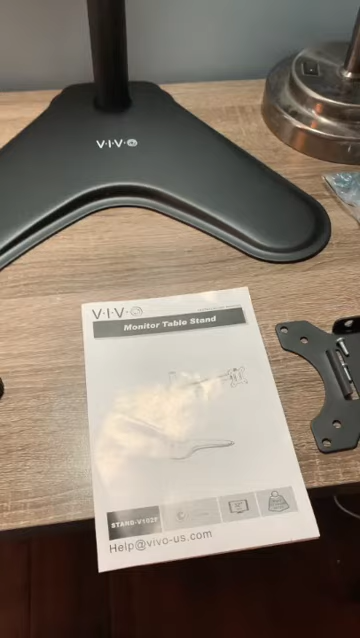 V·I·V·O
V·I·V·O
Monitor Table Stand
STAND-V102F
Help@vivo-us.com